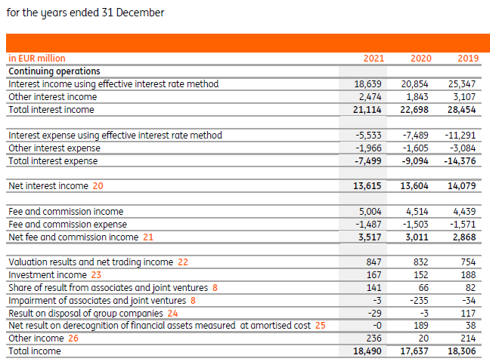 for the years ended 31 December
in EUR million 2021 2020 2019
Continuing operations
Interest income using effective interest rate method 18,639 20,854 25,347
Other interest income 2,474 1,843 3,107
Total interest income 21,114 22,698 28,454
Interest expense using effective interest rate method -5,533 -7,489 -11,291
Other interest expense -1,966 -1,605 -3,084
Total interest expense -7,499 -9,094 -14,376
Net interest income 20 13,615 13,604 14,079
Fee and commission income 5,004 4,514 4,439
Fee and commission expense -1,487 -1,503 -1,571
Net fee and commission income 21 3,517 3,011 2,868
Valuation results and net trading income 22 847 832 754
Investment income 23 167 152 188
Share of result from associates and joint ventures 8 141 66 82
Impairment of associates and joint ventures 8 -3 -235 -34
Result on disposal of group companies 24 -29 -3 117
Net result on derecognition of financial assets measured at amortised cost 25 -0 189 38
Other income 26 236 20 214
Total income 18,490 17,637 18,306